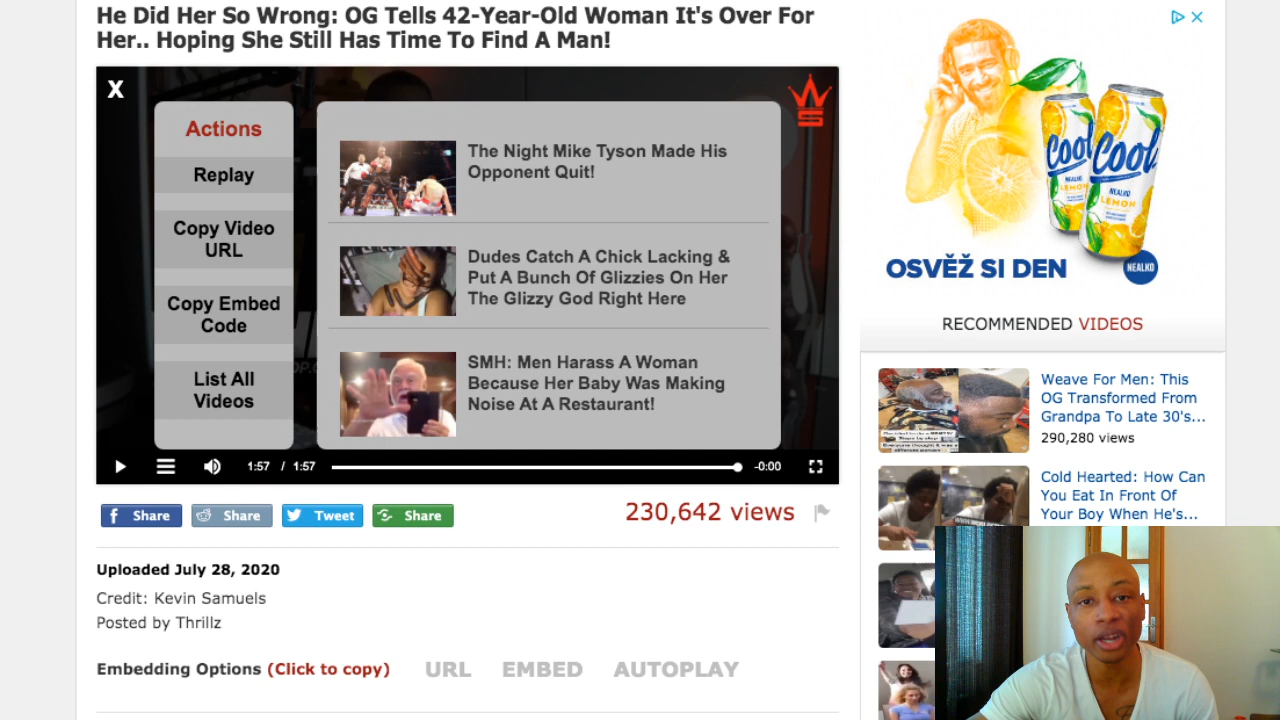 He Did Her So Wrong: OG Tells 42-Year-Old Woman It's Over For
Her.. Hoping She Still Has Time To Find A Man!
X
Actions
Replay
Copy Video
URL
Copy Embed
Code
List All
Videos
The Night Mike Tyson Made His
Opponent Quit!
Dudes Catch A Chick Lacking &
Put A Bunch Of Glizzies On Her
The Glizzy God Right Here
SMH: Men Harass A Woman
Because Her Baby Was Making
Noise At A Restaurant!
1:57 / 1:57
-0:00
Share
Share
Tweet
Share
230,642 views
Uploaded July 28, 2020
Credit: Kevin Samuels
Posted by Thrillz
Embedding Options (Click to copy)
URL
EMBED
AUTOPLAY
Cool
NEALKO
LEMON
Cool
NEALKO
LEMON
OSVĚŽ SI DEN
NEALKO
RECOMMENDED VIDEOS
Weave For Men: This
OG Transformed From
Grandpa To Late 30's...
290,280 views
Cold Hearted: How Can
You Eat In Front Of
Your Boy When He's...